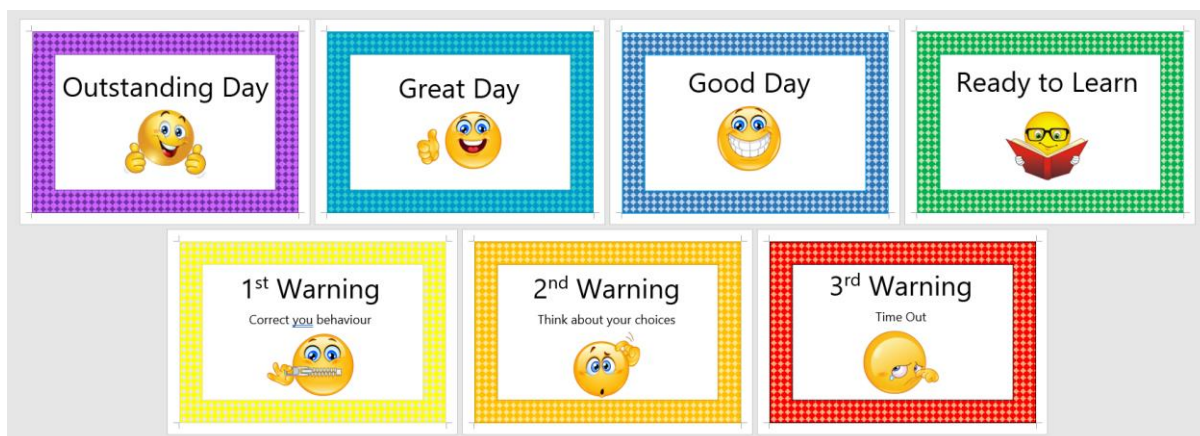 Outstanding Day
Great Day
Good Day
Ready to Learn
1st Warning
Correct you behaviour
2nd Warning
Think about your choices
3rd Warning
Time Out